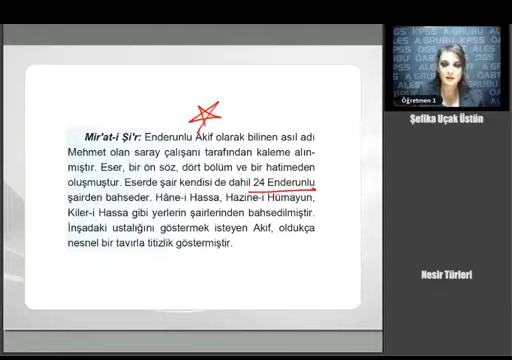 Mir'at-i Şi'r: Enderunlu Âkif olarak bilinen asıl adı
Mehmet olan saray çalışanı tarafından kaleme alın-
mıştır. Eser, bir ön söz, dört bölüm ve bir hatimeden
oluşmuştur. Eserde şair kendisi de dahil 24 Enderunlu
şairden bahseder. Hâne-i Hassa, Hazine-i Hümayun,
Kiler-i Hassa gibi yerlerin şairlerinden bahsedilmiştir.
İnşadaki ustalığını göstermek isteyen Akif, oldukça
nesnel bir tavırla titizlik göstermiştir.
Öğretmen 1
Şefika Uçak Üstün
Nesir Türleri